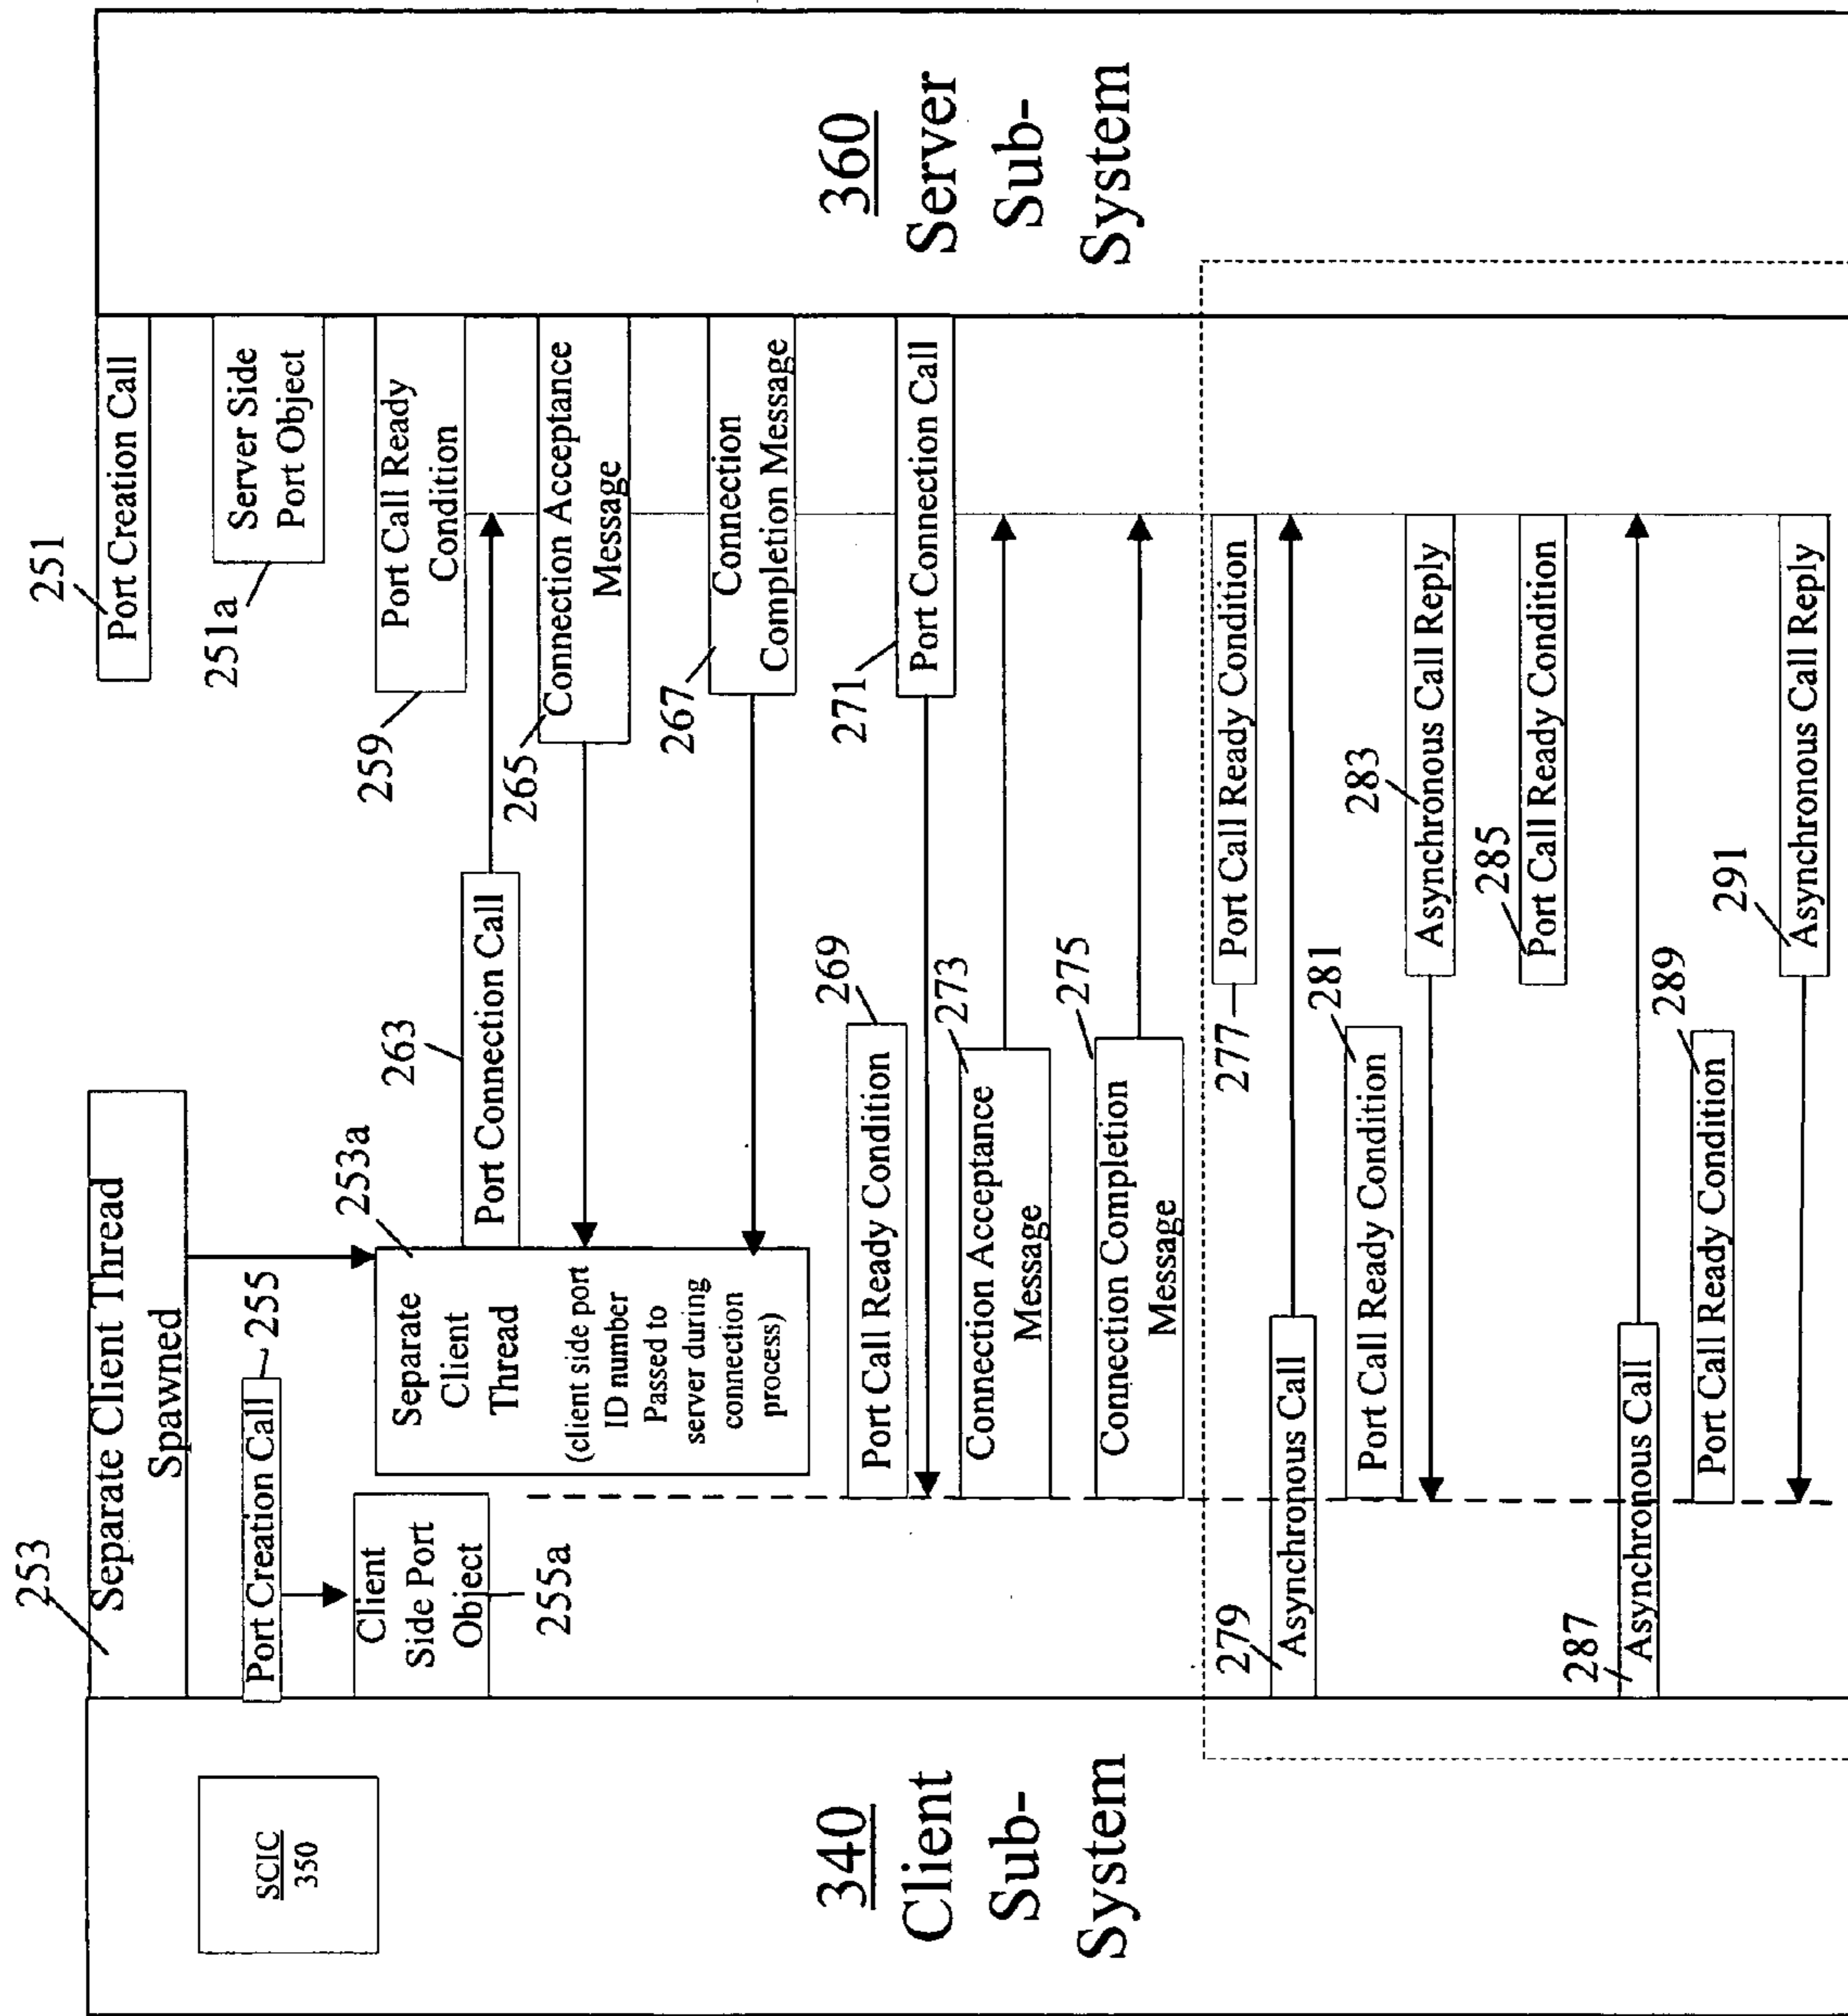 253
Separate Client Thread
Spawned
251
Port Creation Call
SCIC
350
Port Creation Call
255
251a
Server Side
Port Object
Client
Side Port
Object
255a
253a
Separate
Client
Thread
(client side port
ID number
Passed to
server during
connection
process)
263
Port Connection Call
259
Port Call Ready
Condition
265
Connection Acceptance
Message
267
Connection
Completion Message
340
Client
Sub-
System
360
Server
Sub-
System
269
Port Call Ready Condition
271
Port Connection Call
273
Connection Acceptance
Message
275
Connection Completion
Message
277
Port Call Ready Condition
279
Asynchronous Call
281
Port Call Ready Condition
283
Asynchronous Call Reply
285
Port Call Ready Condition
287
Asynchronous Call
289
Port Call Ready Condition
291
Asynchronous Call Reply